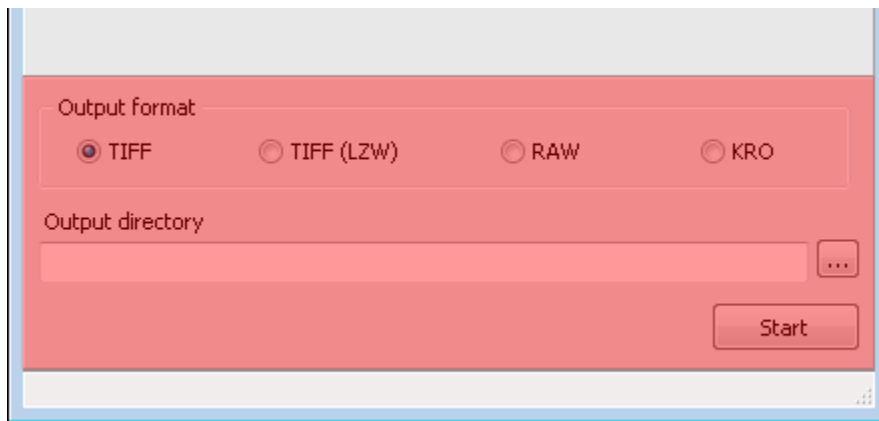 Output format
TIFF TIFF (LZW) RAW KRO
Output directory
...
Start